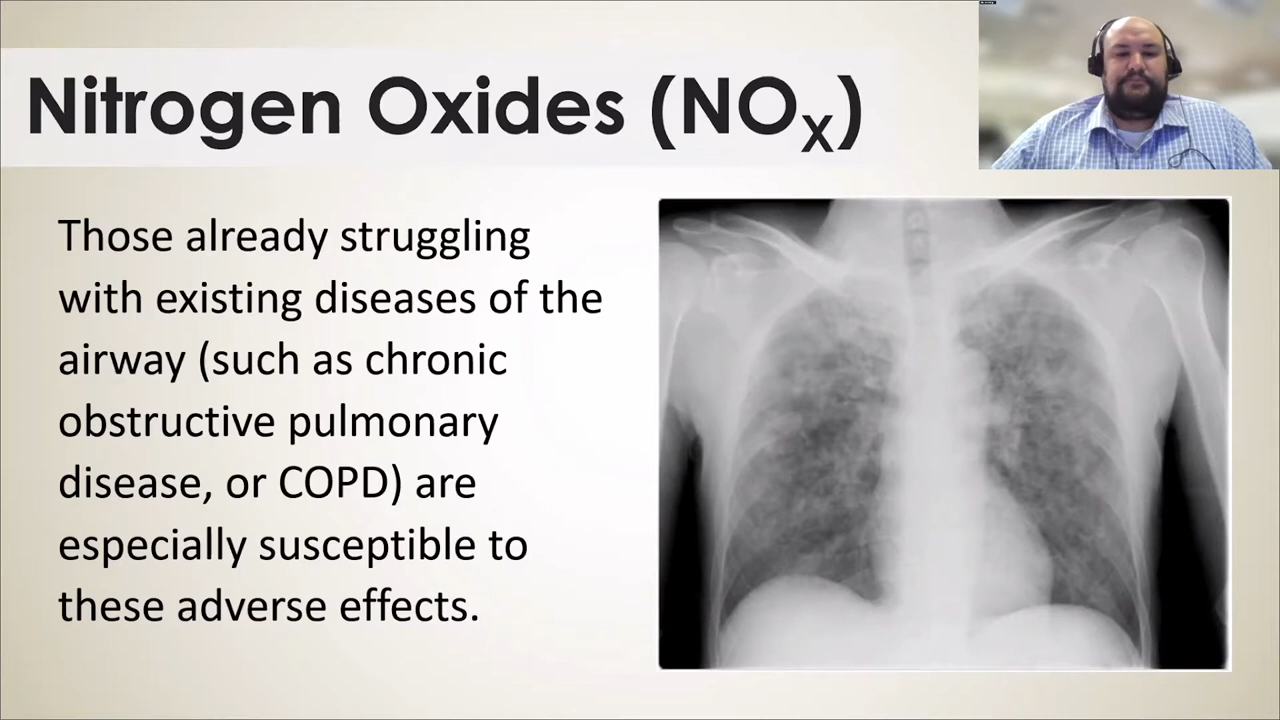 Nitrogen Oxides (NOₓ)
Those already struggling
with existing diseases of the
airway (such as chronic
obstructive pulmonary
disease, or COPD) are
especially susceptible to
these adverse effects.